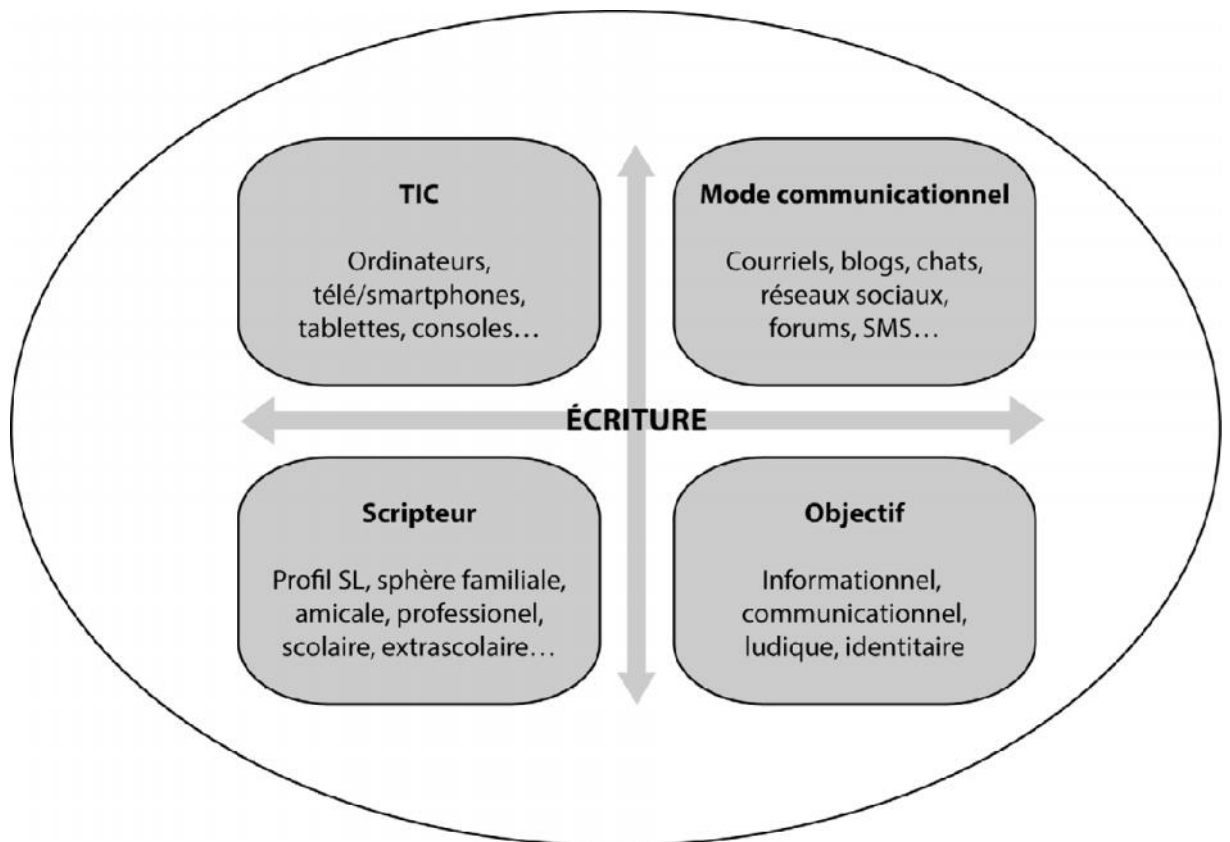 TIC
Ordinateurs,
télé/smartphones,
tablettes, consoles…
Mode communicationnel
Courriels, blogs, chats,
réseaux sociaux,
forums, SMS…
ÉCRITURE
Scripteur
Profil SL, sphère familiale,
amicale, professionel,
scolaire, extrascolaire…
Objectif
Informationnel,
communicationnel,
ludique, identitaire